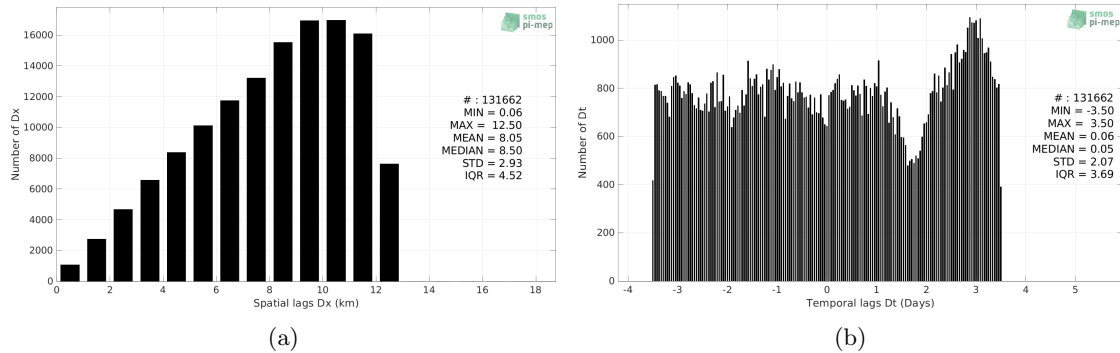 smos
pi-mep
Number of Dx
16000
14000
12000
10000
8000
6000
4000
2000
0
# : 131662
MIN = 0.06
MAX = 12.50
MEAN = 8.05
MEDIAN = 8.50
STD = 2.93
IQR = 4.52
0 2 4 6 8 10 12 14 16 18
Spatial lags Dx (km)
(a)
smos
pi-mep
Number of Dt
1000
800
600
400
200
0
# : 131662
MIN = -3.50
MAX = 3.50
MEAN = 0.06
MEDIAN = 0.05
STD = 2.07
IQR = 3.69
-4 -3 -2 -1 0 1 2 3 4 5
Temporal lags Dt (Days)
(b)